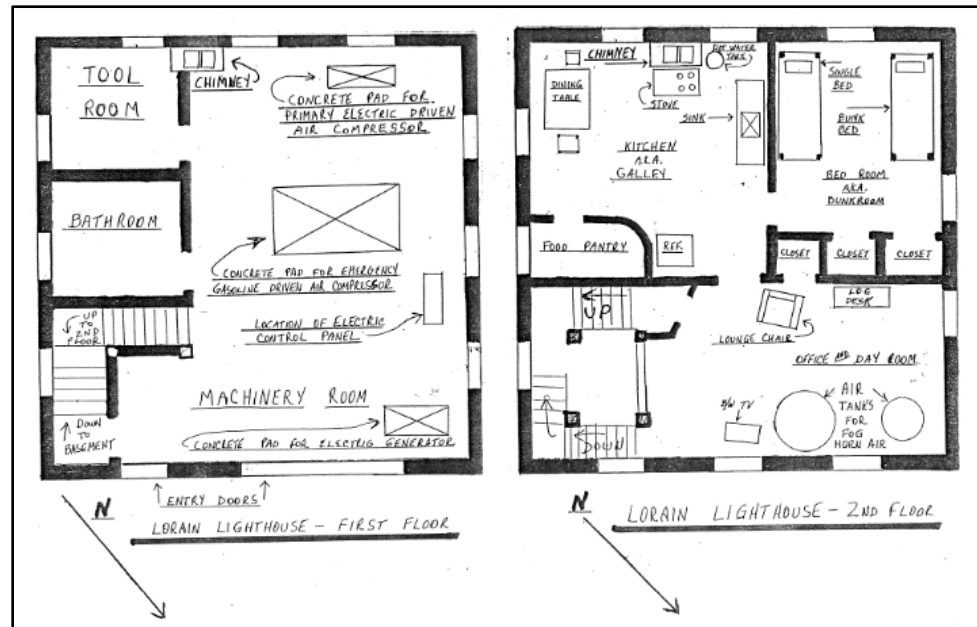 TOOL
ROOM
CHIMNEY
CONCRETE PAD FOR
PRIMARY ELECTRIC DRIVEN
AIR COMPRESSOR
BATHROOM
CONCRETE PAD FOR EMERGENCY
GASOLINE DRIVEN AIR COMPRESSOR
UP
TO
2ND
FLOOR
LOCATION OF ELECTRIC
CONTROL PANEL
MACHINERY ROOM
DOWN
TO
BASEMENT
CONCRETE PAD FOR ELECTRIC GENERATOR
ENTRY DOORS
N
LORAIN LIGHTHOUSE - FIRST FLOOR
CHIMNEY
HOT WATER
TANK
DINING
TABLE
STOVE
SINK
SINGLE
BED
BUNK
BED
KITCHEN
A.K.A.
GALLEY
BED ROOM
AKA.
BUNKROOM
FOOD PANTRY
REF.
CLOSET
CLOSET
CLOSET
UP
LOG
DESK
LOUNGE CHAIR
OFFICE AND DAY ROOM
B/W TV
AIR
TANKS
FOR
FOG
HORN AIR
DOWN
N
LORAIN LIGHTHOUSE - 2ND FLOOR